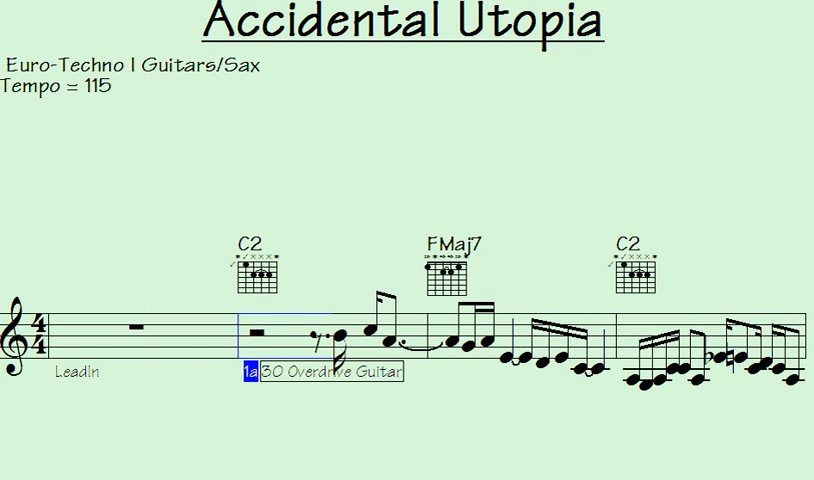 Accidental Utopia
Euro-Techno | Guitars/Sax
Tempo = 115
C2 FMaj7 C2
4
4
LeadIn 1a 30 Overdrive Guitar